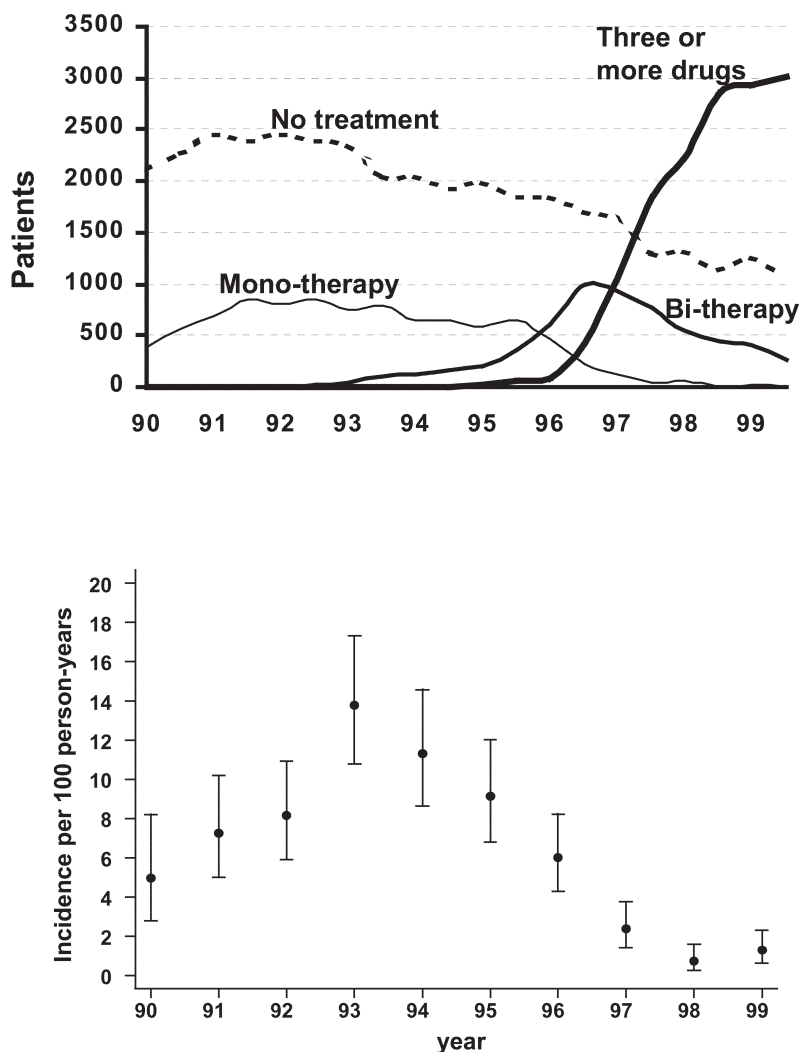 3500
3000
2500
2000
1500
1000
500
0
Patients
Three or
more drugs
No treatment
Mono-therapy
Bi-therapy
90 91 92 93 94 95 96 97 98 99
20
18
16
14
12
10
8
6
4
2
0
Incidence per 100 person-years
90 91 92 93 94 95 96 97 98 99
year